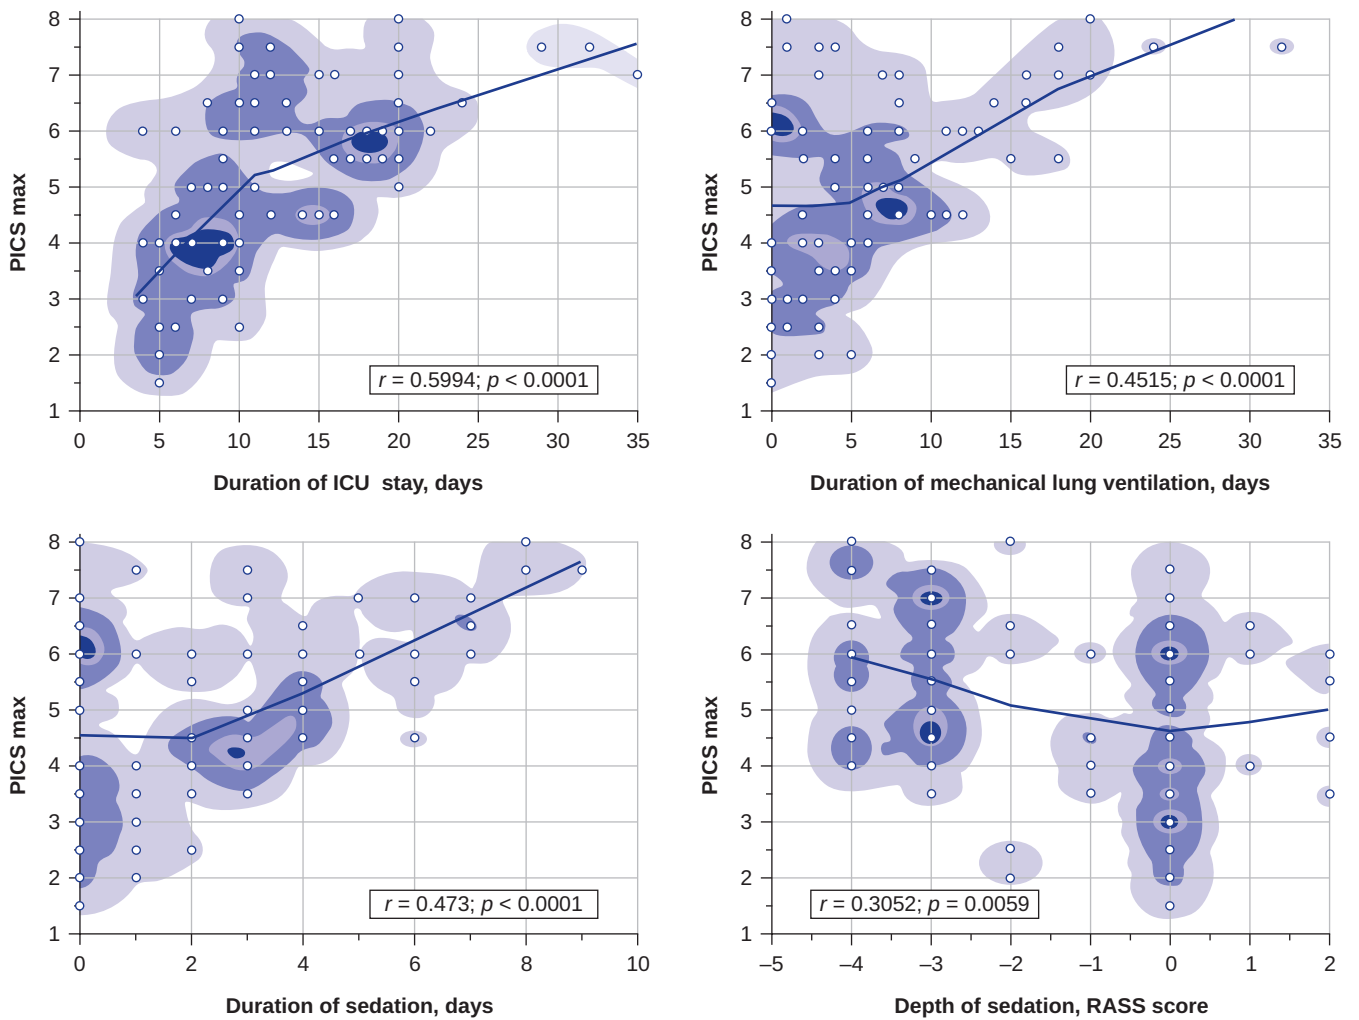 8
7
6
5
4
3
2
1
PICS max
r = 0.5994; p < 0.0001
0 5 10 15 20 25 30 35
Duration of ICU  stay, days
8
7
6
5
4
3
2
1
PICS max
r = 0.4515; p < 0.0001
0 5 10 15 20 25 30 35
Duration of mechanical lung ventilation, days
8
7
6
5
4
3
2
1
PICS max
r = 0.473; p < 0.0001
0 2 4 6 8 10
Duration of sedation, days
8
7
6
5
4
3
2
1
PICS max
r = 0.3052; p = 0.0059
–5 –4 –3 –2 –1 0 1 2
Depth of sedation, RASS score